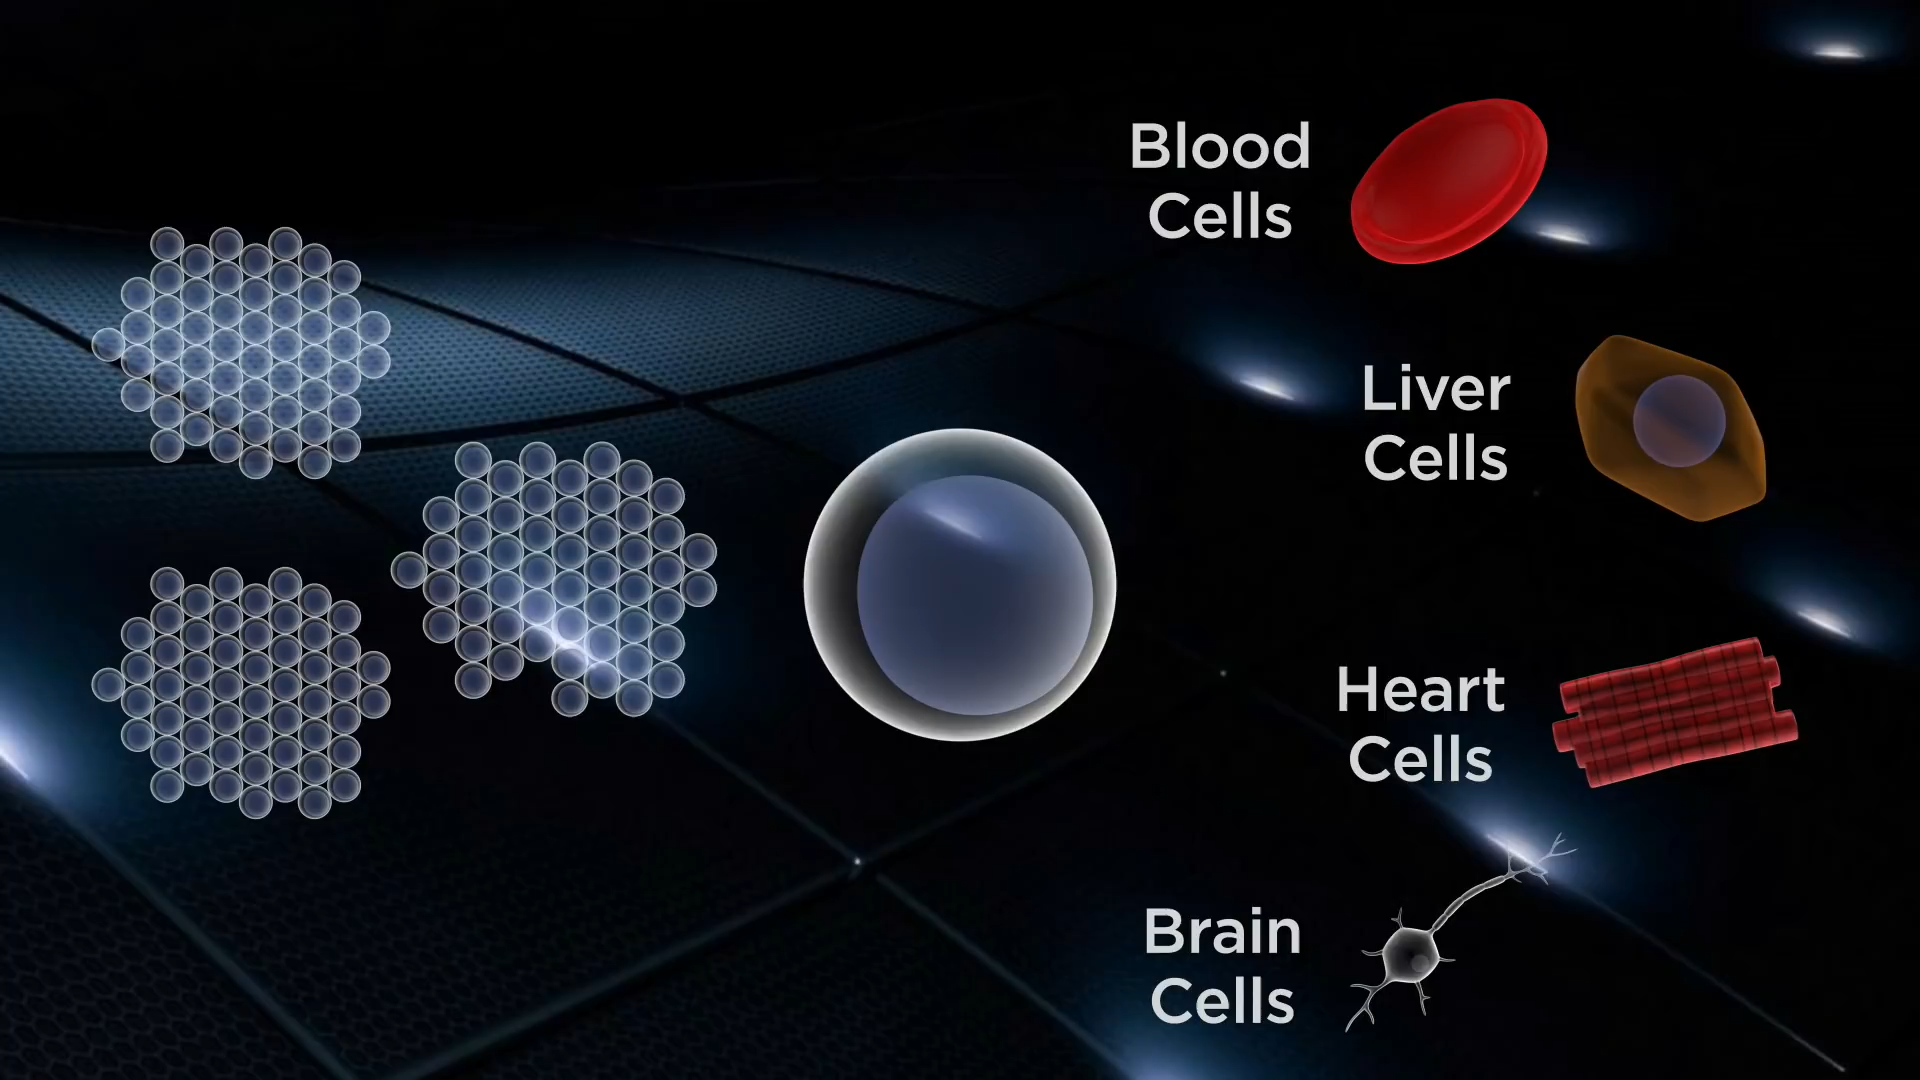 Blood
Cells
Liver
Cells
Heart
Cells
Brain
Cells